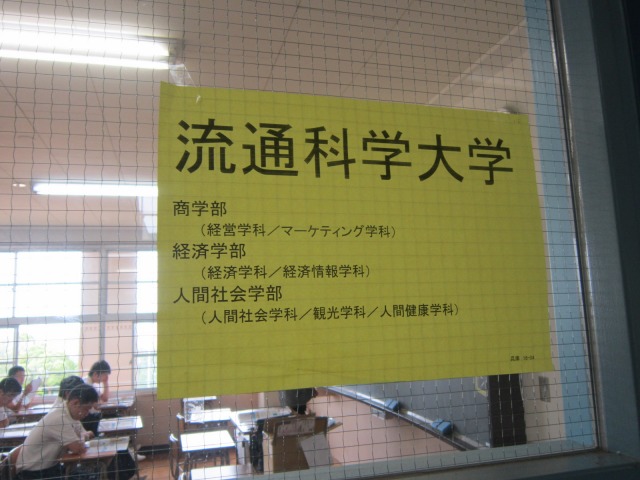 流通科学大学
商学部
（経営学科／マーケティング学科）
経済学部
（経済学科／経済情報学科）
人間社会学部
（人間社会学科／観光学科／人間健康学科）